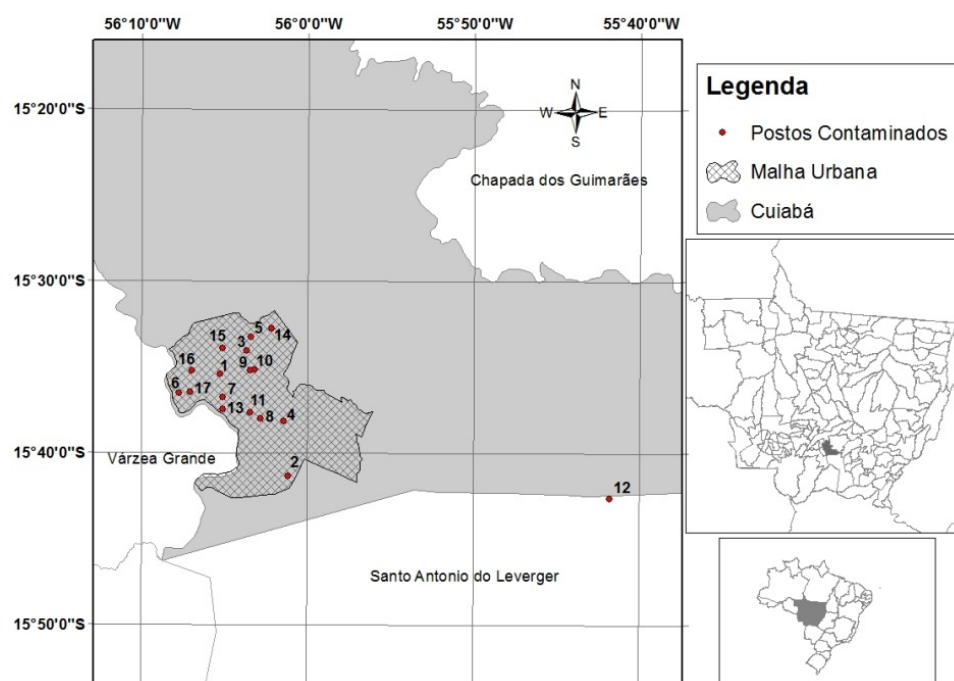 56°10'0"W 56°0'0"W 55°50'0"W 55°40'0"W
15°20'0"S
15°30'0"S
15°40'0"S
15°50'0"S
N
W E
S
Chapada dos Guimarães
5
14
15 3
16 1 9 10
6 17 7
13 11
8 4
2
12
Várzea Grande
Santo Antonio do Leverger
Legenda
Postos Contaminados
Malha Urbana
Cuiabá